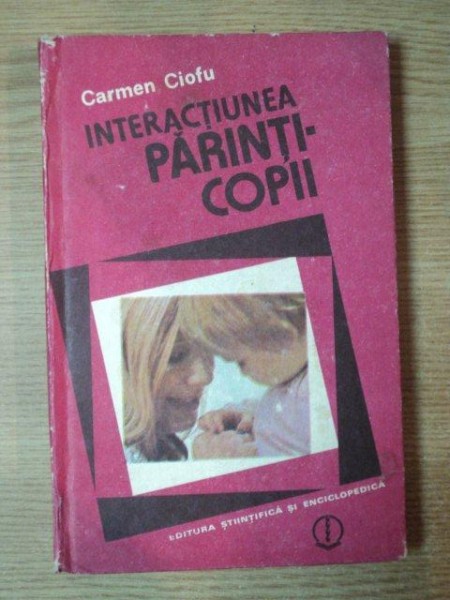 Carmen Ciofu
INTERACȚIUNEA
PĂRINȚI-
COPII
EDITURA ȘTIINȚIFICĂ ȘI ENCICLOPEDICĂ